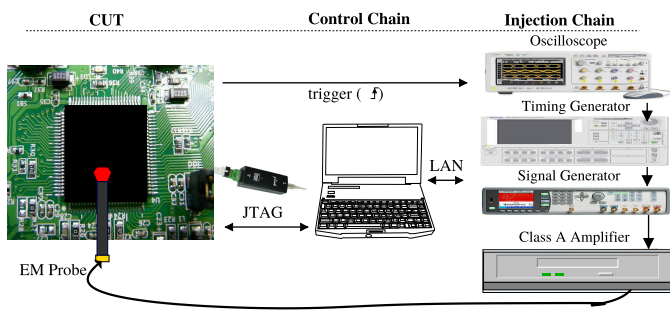 CUT
Control Chain
Injection Chain
Oscilloscope
trigger ( )
Timing Generator
LAN
Signal Generator
JTAG
Class A Amplifier
EM Probe